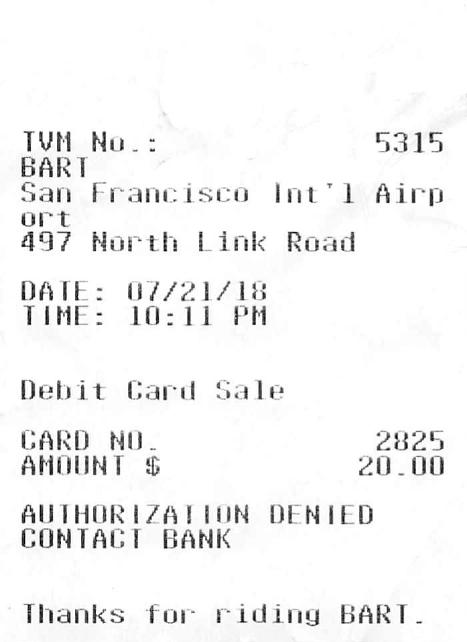 TVM No.: 5315
BART
San Francisco Int'l Airp
ort
497 North Link Road
DATE: 07/21/18
TIME: 10:11 PM
Debit Card Sale
CARD NO. 2825
AMOUNT $ 20.00
AUTHORIZATION DENIED
CONTACT BANK
Thanks for riding BART.